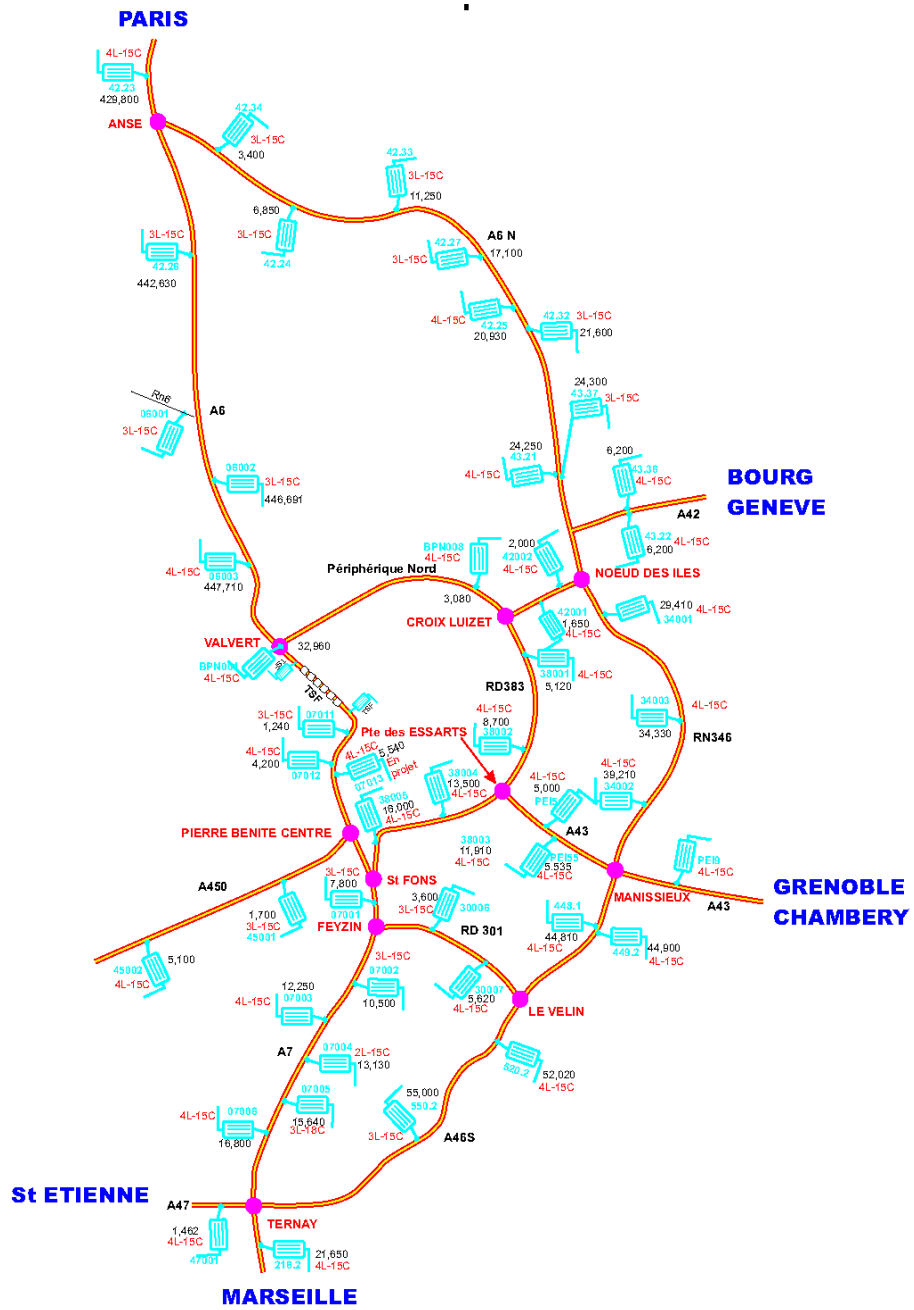 PARIS
4L-15C
42.23
429,800
ANSE
42.34
3L-15C
3,400
42.33
3L-15C
11,250
6,850
3L-15C
42.24
A6 N
17,100
42.27
3L-15C
3L-15C
42.26
442,630
4L-15C
42.25
20,930
42.32
3L-15C
21,600
24,300
43.37
3L-15C
Rn6
A6
06001
3L-15C
24,250
4L-15C
43.21
6,200
43.38
4L-15C
BOURG
GENEVE
06002
3L-15C
446,691
A42
43.22
6,200
4L-15C
4L-15C
06003
447,710
Périphérique Nord
BPN008
4L-15C
3,080
2,000
42002
4L-15C
NOEUD DES ILES
29,410
4L-15C
34001
CROIX LUIZET
42001
1,650
4L-15C
VALVERT
32,960
4L-15C
TSF
TSF
38001
4L-15C
5,120
RD383
4L-15C
8,700
38002
34003
4L-15C
34,330
RN346
3L-15C
07011
1,240
Pte des ESSARTS
4L-15C
4,200
07012
4L-15C
5,540
En
projet
07013
38004
13,500
4L-15C
38005
16,000
4L-15C
4L-15C
5,000
PEI5
4L-15C
39,210
34002
PIERRE BENITE CENTRE
A43
38003
11,910
4L-15C
PEI55
5,535
4L-15C
PEI9
4L-15C
St FONS
MANISSIEUX
A43
GRENOBLE
CHAMBERY
A450
3L-15C
7,800
07001
3,600
3L-15C
30006
1,700
3L-15C
45001
FEYZIN
RD 301
448.1
44,810
4L-15C
449.2
44,900
4L-15C
5,100
45002
4L-15C
3L-15C
07002
10,500
30007
5,620
4L-15C
LE VELIN
12,250
4L-15C
07003
A7
07004
2L-15C
13,130
520.2
52,020
4L-15C
07005
15,640
3L-18C
55,000
550.2
3L-15C
4L-15C
07006
16,800
A46S
St ETIENNE
A47
TERNAY
1,462
4L-15C
47001
218.2
21,650
4L-15C
MARSEILLE